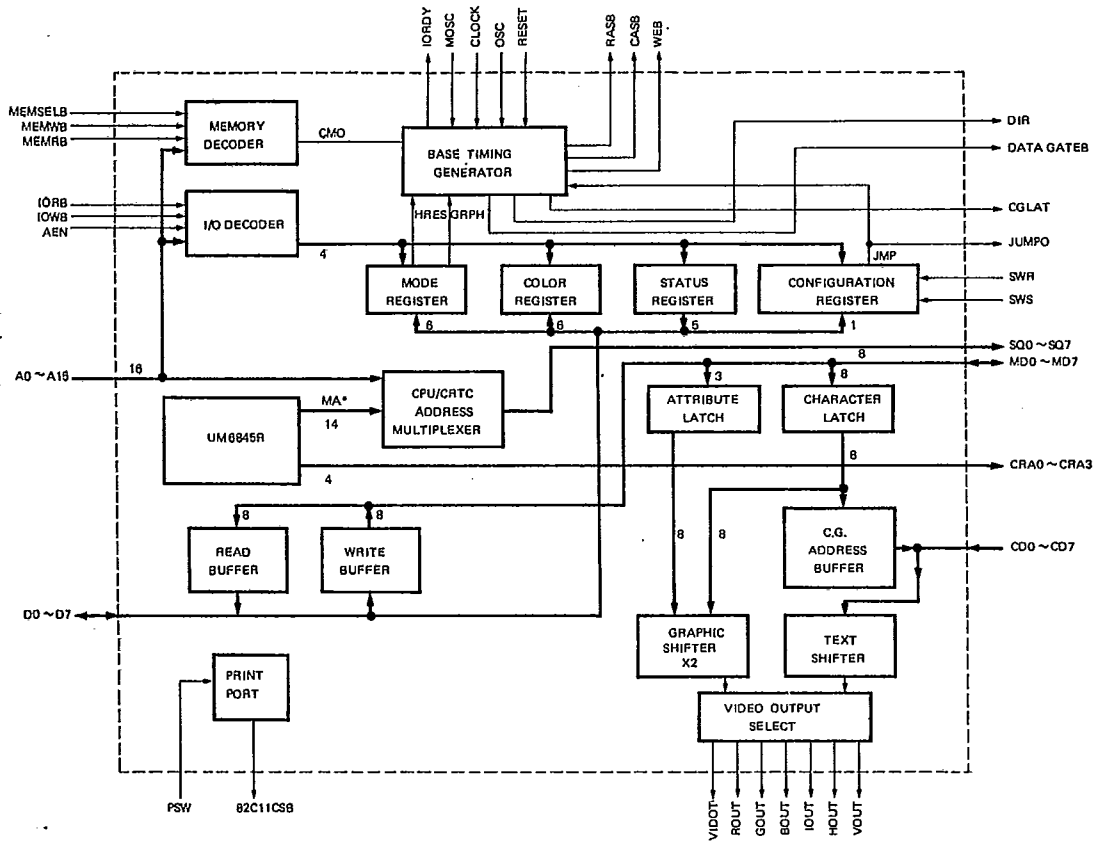 IORDY
MOSC
CLOCK
OSC
RESET
RASB
CASB
WEB
MEMSELB
MEMWB
MEMRB
MEMORY
DECODER
CMO
BASE TIMING
GENERATOR
DIR
DATA GATEB
IORB
IOWB
AEN
I/O DECODER
HRES
GRPH
CGLAT
4
JUMPO
JMP
MODE
REGISTER
COLOR
REGISTER
STATUS
REGISTER
CONFIGURATION
REGISTER
SWR
SWS
6
6
5
1
SQ0~SQ7
8
A0~A16
16
MD0~MD7
CPU/CRTC
ADDRESS
MULTIPLEXER
MA*
14
3
8
ATTRIBUTE
LATCH
CHARACTER
LATCH
UM6845R
4
8
CRA0~CRA3
8
8
READ
BUFFER
WRITE
BUFFER
8
8
C.G.
ADDRESS
BUFFER
CD0~CD7
D0~D7
GRAPHIC
SHIFTER
X2
TEXT
SHIFTER
PRINT
PORT
VIDEO OUTPUT
SELECT
PSW
82C11CSB
VIDOT
ROUT
GOUT
BOUT
IOUT
HOUT
VOUT